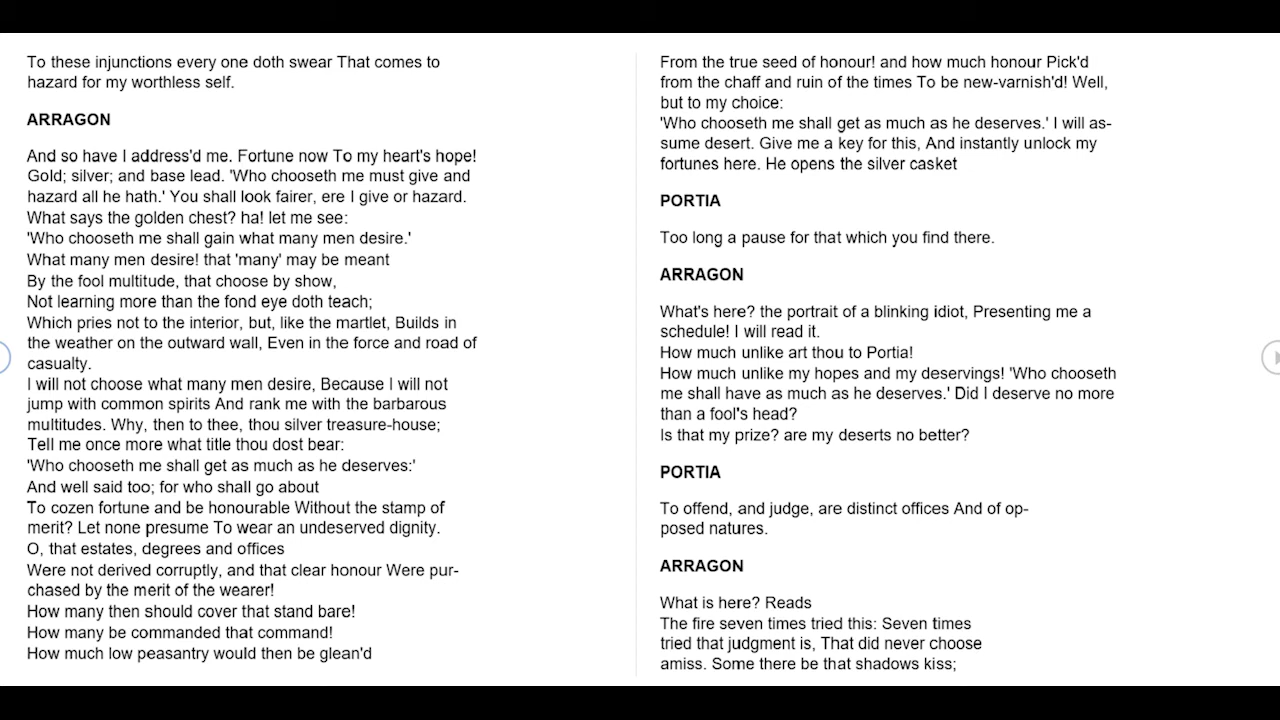 To these injunctions every one doth swear That comes to
hazard for my worthless self.
ARRAGON
And so have I address'd me. Fortune now To my heart's hope!
Gold; silver; and base lead. 'Who chooseth me must give and
hazard all he hath.' You shall look fairer, ere I give or hazard.
What says the golden chest? ha! let me see:
'Who chooseth me shall gain what many men desire.'
What many men desire! that 'many' may be meant
By the fool multitude, that choose by show,
Not learning more than the fond eye doth teach;
Which pries not to the interior, but, like the martlet, Builds in
the weather on the outward wall, Even in the force and road of
casualty.
I will not choose what many men desire, Because I will not
jump with common spirits And rank me with the barbarous
multitudes. Why, then to thee, thou silver treasure-house;
Tell me once more what title thou dost bear:
'Who chooseth me shall get as much as he deserves:'
And well said too; for who shall go about
To cozen fortune and be honourable Without the stamp of
merit? Let none presume To wear an undeserved dignity.
O, that estates, degrees and offices
Were not derived corruptly, and that clear honour Were pur-
chased by the merit of the wearer!
How many then should cover that stand bare!
How many be commanded that command!
How much low peasantry would then be glean'd
From the true seed of honour! and how much honour Pick'd
from the chaff and ruin of the times To be new-varnish'd! Well,
but to my choice:
'Who chooseth me shall get as much as he deserves.' I will as-
sume desert. Give me a key for this, And instantly unlock my
fortunes here. He opens the silver casket
PORTIA
Too long a pause for that which you find there.
ARRAGON
What's here? the portrait of a blinking idiot, Presenting me a
schedule! I will read it.
How much unlike art thou to Portia!
How much unlike my hopes and my deservings! 'Who chooseth
me shall have as much as he deserves.' Did I deserve no more
than a fool's head?
Is that my prize? are my deserts no better?
PORTIA
To offend, and judge, are distinct offices And of op-
posed natures.
ARRAGON
What is here? Reads
The fire seven times tried this: Seven times
tried that judgment is, That did never choose
amiss. Some there be that shadows kiss;